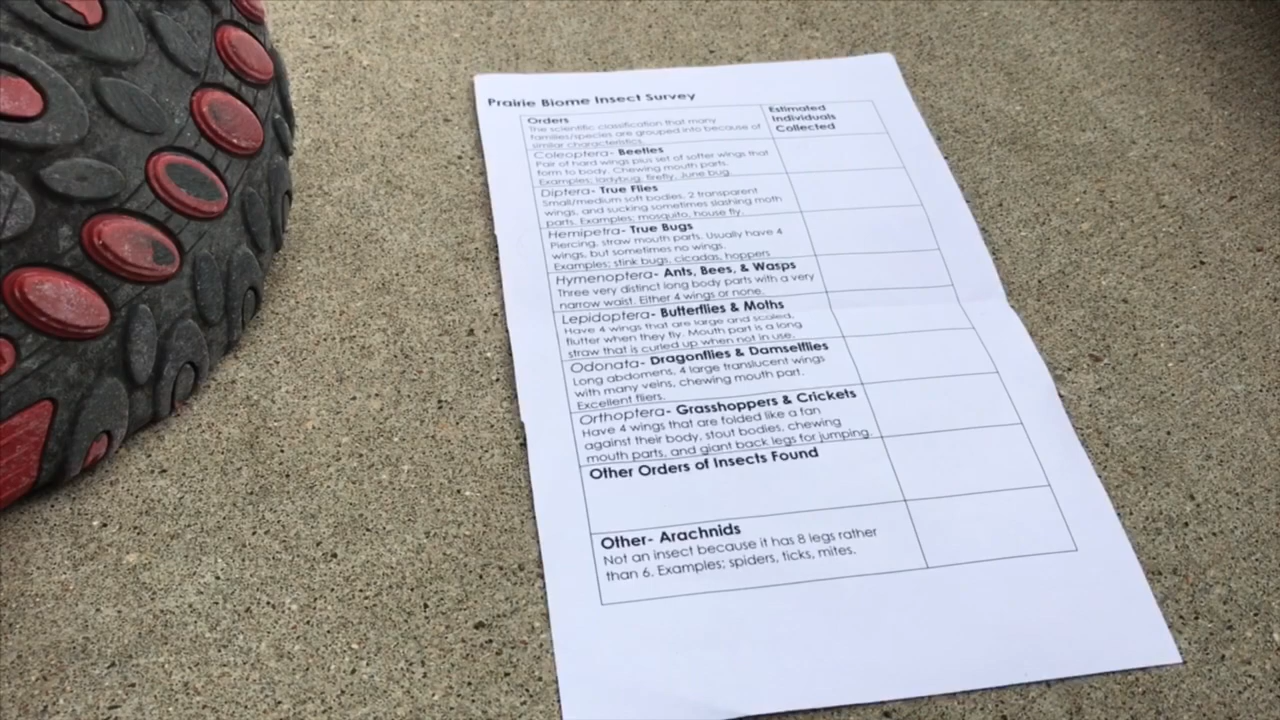 Prairie Biome Insect Survey
Orders
The scientific classification that many
families/species are grouped into because of
similar characteristics.
Estimated
Individuals
Collected
Coleoptera- Beetles
Pair of hard wings plus set of softer wings that
form to body. Chewing mouth parts.
Examples; ladybug, firefly, June bug.
Diptera- True Flies
Small/medium soft bodies, 2 transparent
wings, and sucking sometimes slashing moth
parts. Examples; mosquito, house fly.
Hemipetra- True Bugs
Piercing, straw mouth parts. Usually have 4
wings, but sometimes no wings.
Examples; stink bugs, cicadas, hoppers
Hymenoptera- Ants, Bees, & Wasps
Three very distinct long body parts with a very
narrow waist. Either 4 wings or none.
Lepidoptera- Butterflies & Moths
Have 4 wings that are large and scaled,
flutter when they fly. Mouth part is a long
straw that is curled up when not in use.
Odonata- Dragonflies & Damselflies
Long abdomens, 4 large translucent wings
with many veins, chewing mouth part.
Excellent fliers.
Orthoptera- Grasshoppers & Crickets
Have 4 wings that are folded like a fan
against their body, stout bodies, chewing
mouth parts, and giant back legs for jumping.
Other Orders of Insects Found
Other- Arachnids
Not an insect because it has 8 legs rather
than 6. Examples; spiders, ticks, mites.